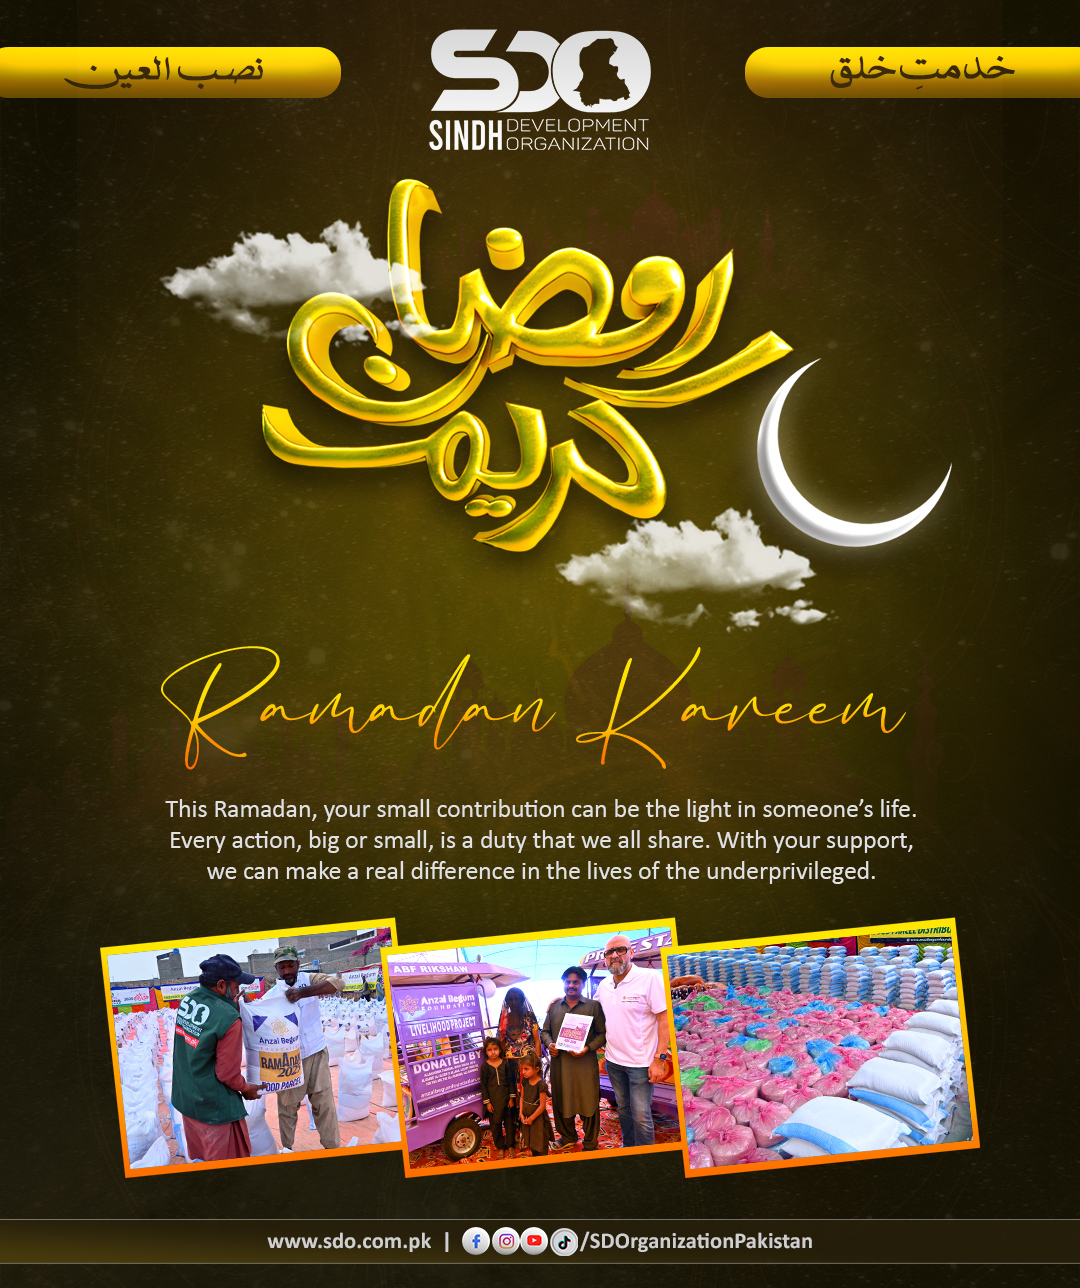 خدمتِ خلق
نصب العین
SDO
SINDH DEVELOPMENT ORGANIZATION
رمضان
كريم
Ramadan Kareem
This Ramadan, your small contribution can be the light in someone’s life.
Every action, big or small, is a duty that we all share. With your support,
we can make a real difference in the lives of the underprivileged.
SDO
Anzal Begum
FOUNDATION
RAMADAN
FOOD PARCEL
ABF RIKSHAW
Anzal Begum
FOUNDATION
LIVELIHOOD PROJECT
DONATED BY
www.sdo.com.pk | /SDOrganizationPakistan